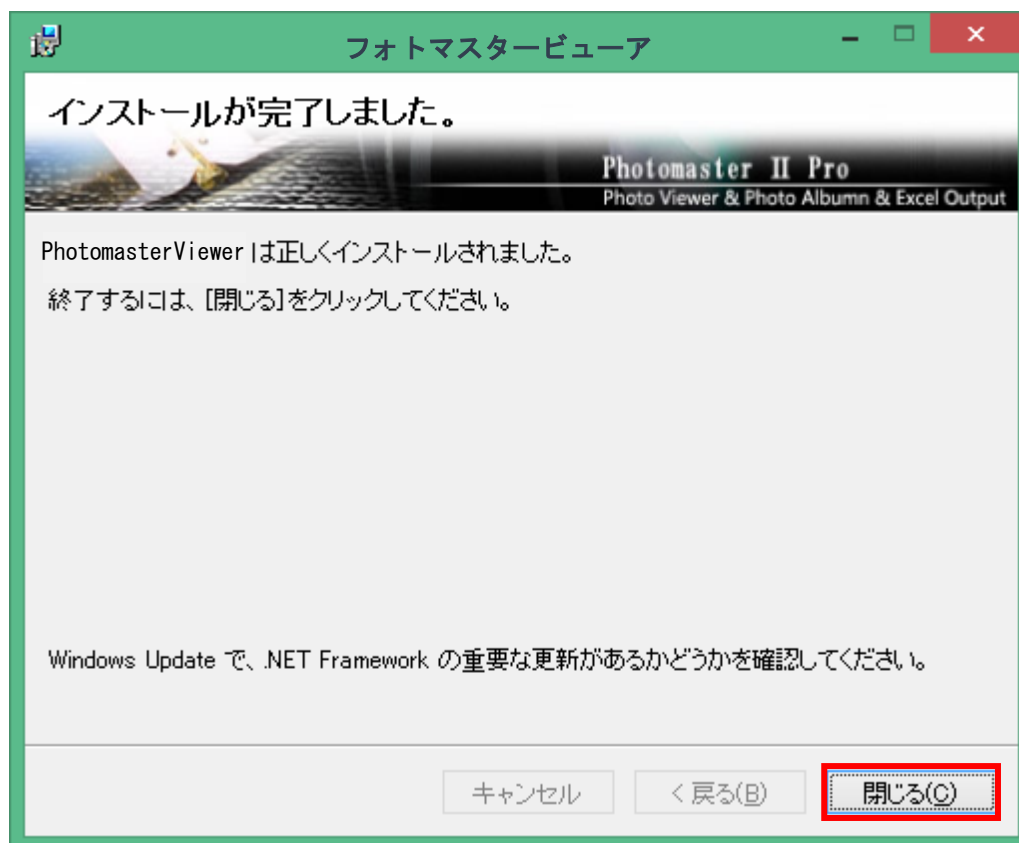 フォトマスタービューア
インストールが完了しました。
Photomaster Ⅱ Pro
Photo Viewer & Photo Albumn & Excel Output
PhotomasterViewer は正しくインストールされました。
終了するには、[閉じる]をクリックしてください。
Windows Update で、.NET Framework の重要な更新があるかどうかを確認してください。
キャンセル
< 戻る(B)
閉じる(C)